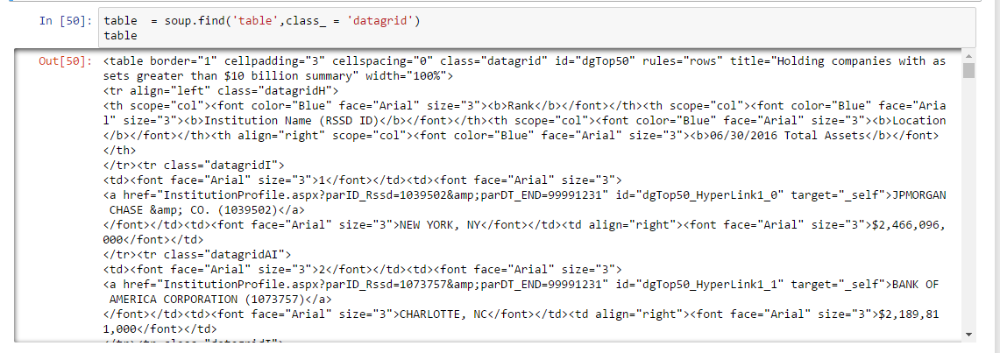 In [50]: table  = soup.find('table',class_ = 'datagrid')
table
Out[50]: <table border="1" cellpadding="3" cellspacing="0" class="datagrid" id="dgTop50" rules="rows" title="Holding companies with as
sets greater than $10 billion summary" width="100%">
<tr align="left" class="datagridH">
<th scope="col"><font color="Blue" face="Arial" size="3"><b>Rank</b></font></th><th scope="col"><font color="Blue" face="Aria
l" size="3"><b>Institution Name (RSSD ID)</b></font></th><th scope="col"><font color="Blue" face="Arial" size="3"><b>Location
</b></font></th><th align="right" scope="col"><font color="Blue" face="Arial" size="3"><b>06/30/2016 Total Assets</b></font>
</th>
</tr><tr class="datagridI">
<td><font face="Arial" size="3">1</font></td><td><font face="Arial" size="3">
<a href="InstitutionProfile.aspx?parID_Rssd=1039502&amp;parDT_END=99991231" id="dgTop50_HyperLink1_0" target="_self">JPMORGAN
CHASE &amp; CO. (1039502)</a>
</font></td><td><font face="Arial" size="3">NEW YORK, NY</font></td><td align="right"><font face="Arial" size="3">$2,466,096,
000</font></td>
</tr><tr class="datagridAI">
<td><font face="Arial" size="3">2</font></td><td><font face="Arial" size="3">
<a href="InstitutionProfile.aspx?parID_Rssd=1073757&amp;parDT_END=99991231" id="dgTop50_HyperLink1_1" target="_self">BANK OF
AMERICA CORPORATION (1073757)</a>
</font></td><td><font face="Arial" size="3">CHARLOTTE, NC</font></td><td align="right"><font face="Arial" size="3">$2,189,81
1,000</font></td>
</tr><tr class="datagridI">